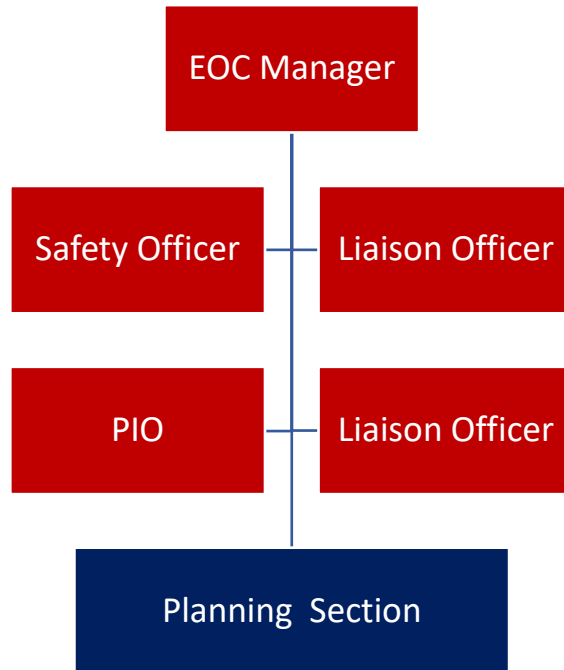 EOC Manager
Safety Officer
Liaison Officer
PIO
Liaison Officer
Planning Section